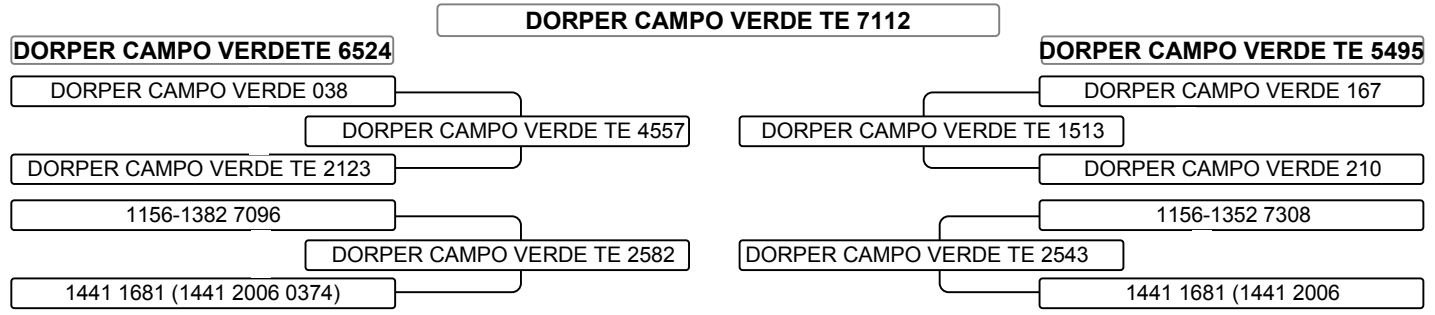 DORPER CAMPO VERDE TE 7112
DORPER CAMPO VERDETE 6524
DORPER CAMPO VERDE TE 5495
DORPER CAMPO VERDE 038
DORPER CAMPO VERDE 167
DORPER CAMPO VERDE TE 4557
DORPER CAMPO VERDE TE 1513
DORPER CAMPO VERDE TE 2123
DORPER CAMPO VERDE 210
1156-1382 7096
1156-1352 7308
DORPER CAMPO VERDE TE 2582
DORPER CAMPO VERDE TE 2543
1441 1681 (1441 2006 0374)
1441 1681 (1441 2006